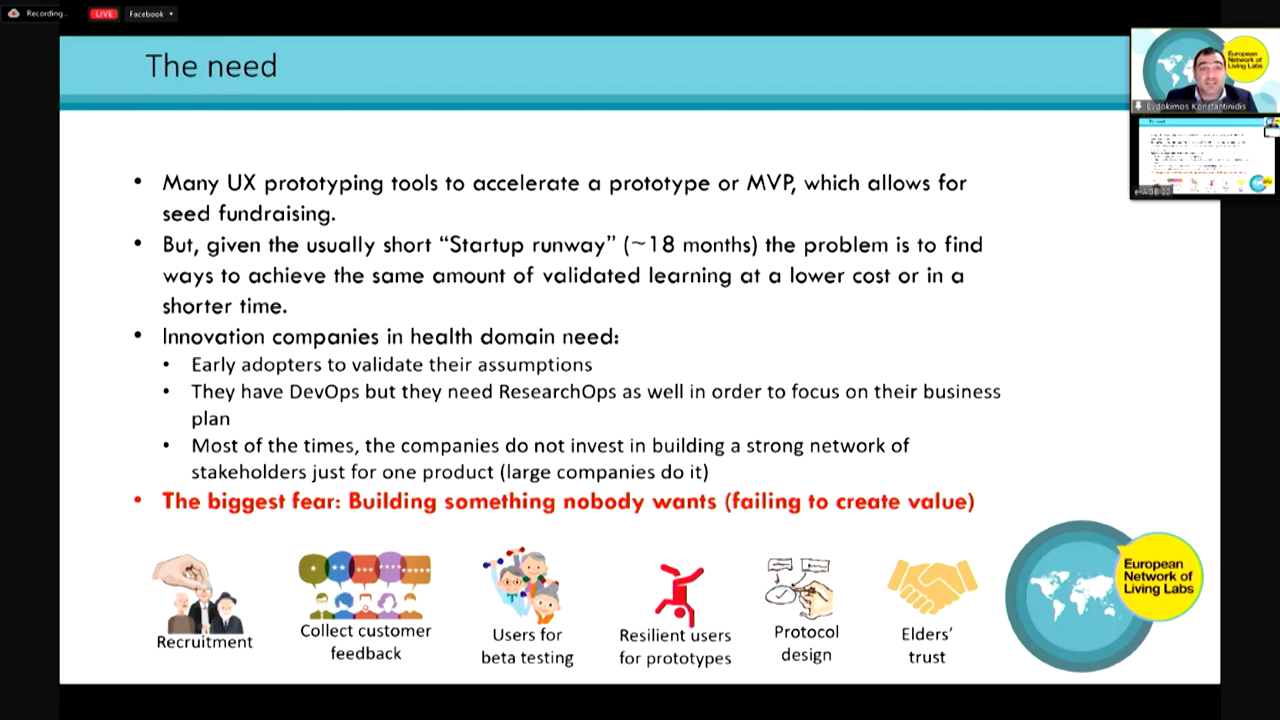 Recording...
LIVE
Facebook
The need
European
Network of
Living Labs
Evdokimos Konstantinidis
• Many UX prototyping tools to accelerate a prototype or MVP, which allows for
seed fundraising.
• But, given the usually short “Startup runway” (~18 months) the problem is to find
ways to achieve the same amount of validated learning at a lower cost or in a
shorter time.
• Innovation companies in health domain need:
• Early adopters to validate their assumptions
• They have DevOps but they need ResearchOps as well in order to focus on their business
plan
• Most of the times, the companies do not invest in building a strong network of
stakeholders just for one product (large companies do it)
• The biggest fear: Building something nobody wants (failing to create value)
Recruitment
Collect customer
feedback
Users for
beta testing
Resilient users
for prototypes
Protocol
design
Elders’
trust
European
Network of
Living Labs